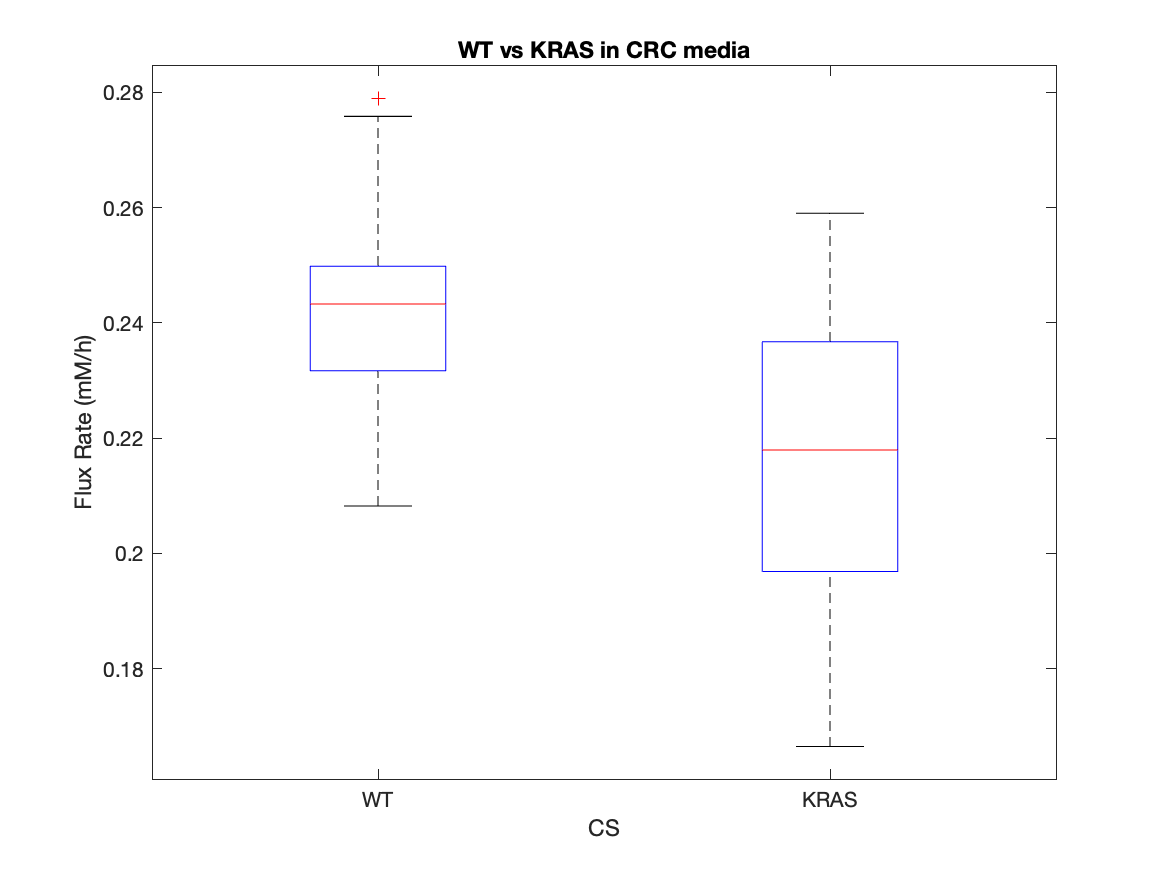 WT vs KRAS in CRC media
0.28
0.26
0.24
0.22
0.2
0.18
Flux Rate (mM/h)
WT
KRAS
CS